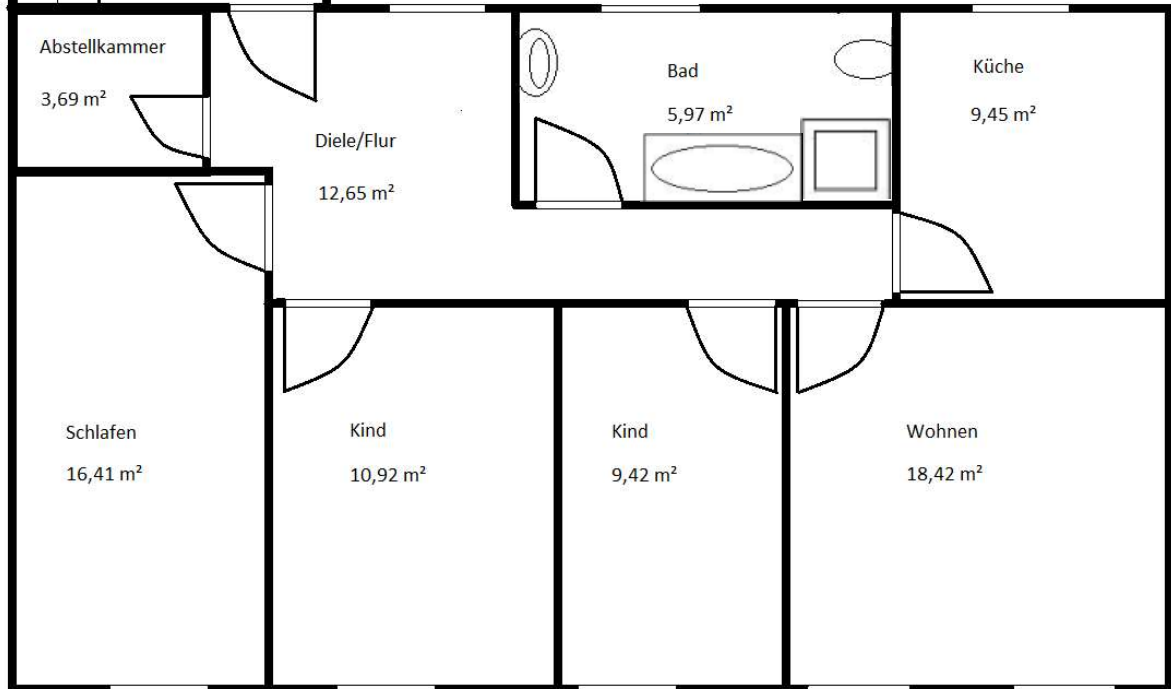 Abstellkammer
3,69 m²
Diele/Flur
12,65 m²
Bad
5,97 m²
Küche
9,45 m²
Schlafen
16,41 m²
Kind
10,92 m²
Kind
9,42 m²
Wohnen
18,42 m²